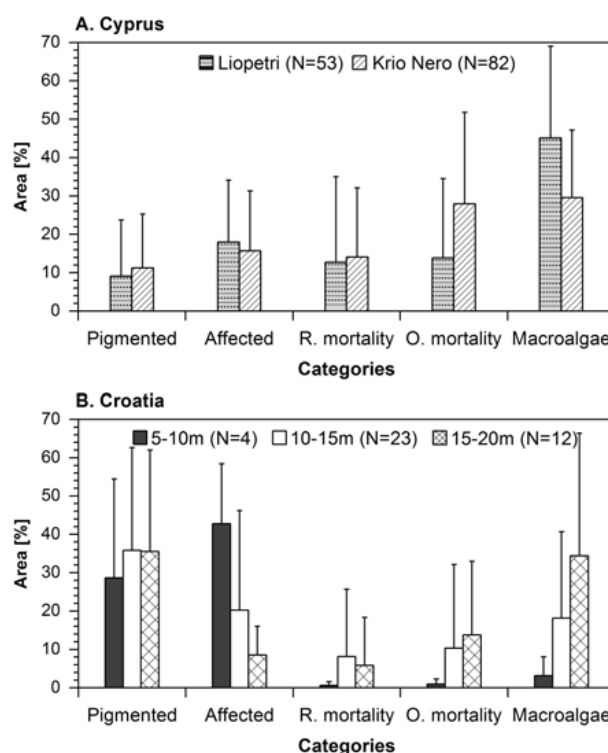 A. Cyprus
70
60
50
40
30
20
10
0
Area [%]
Liopetri (N=53) Krio Nero (N=82)
Pigmented Affected R. mortality O. mortality Macroalgae
Categories
B. Croatia
70
60
50
40
30
20
10
0
Area [%]
5-10m (N=4) 10-15m (N=23) 15-20m (N=12)
Pigmented Affected R. mortality O. mortality Macroalgae
Categories